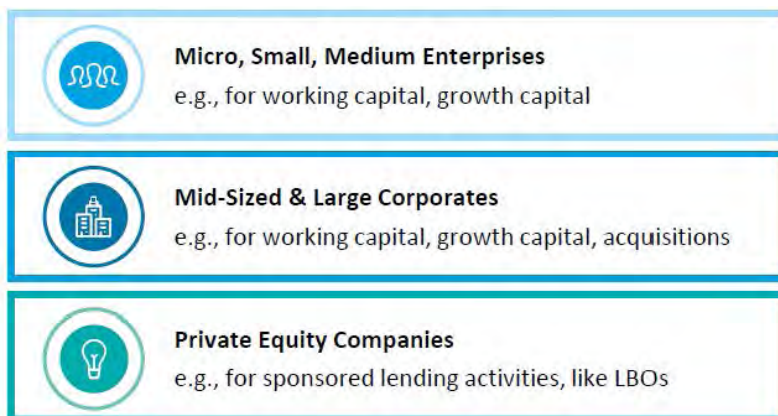 Micro, Small, Medium Enterprises
e.g., for working capital, growth capital
Mid-Sized & Large Corporates
e.g., for working capital, growth capital, acquisitions
Private Equity Companies
e.g., for sponsored lending activities, like LBOs